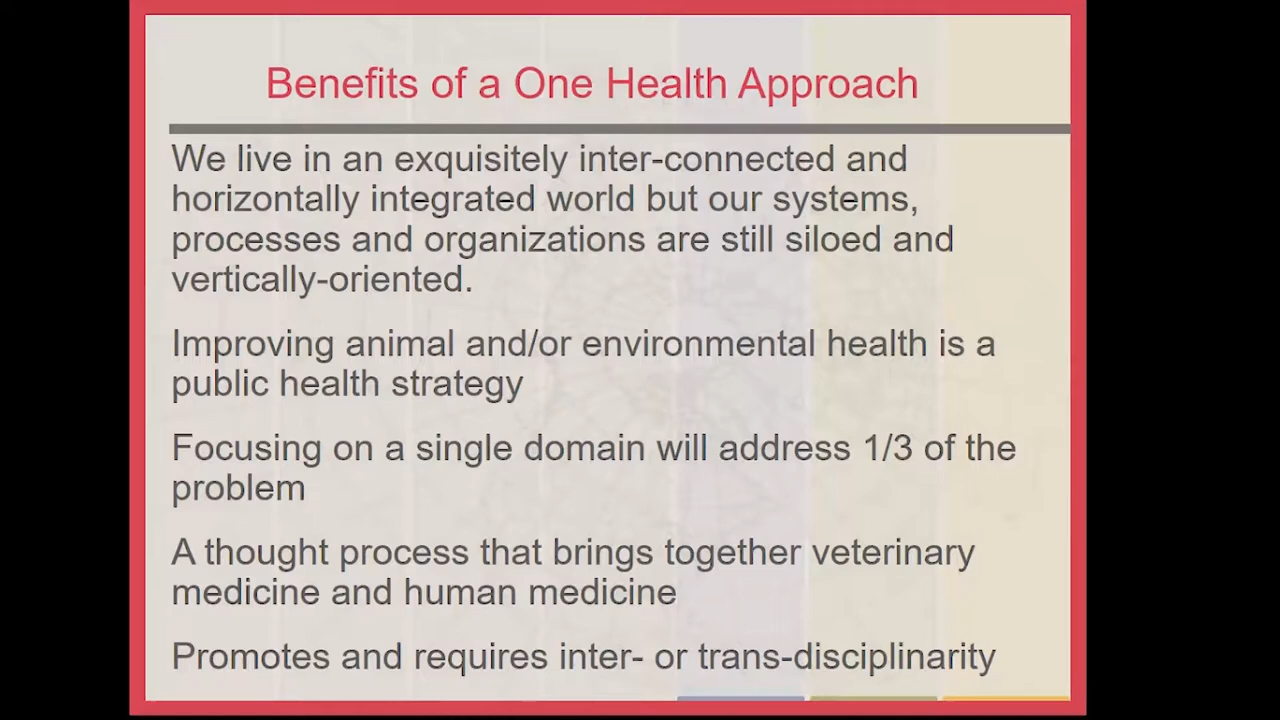 Benefits of a One Health Approach
We live in an exquisitely inter-connected and
horizontally integrated world but our systems,
processes and organizations are still siloed and
vertically-oriented.
Improving animal and/or environmental health is a
public health strategy
Focusing on a single domain will address 1/3 of the
problem
A thought process that brings together veterinary
medicine and human medicine
Promotes and requires inter- or trans-disciplinarity